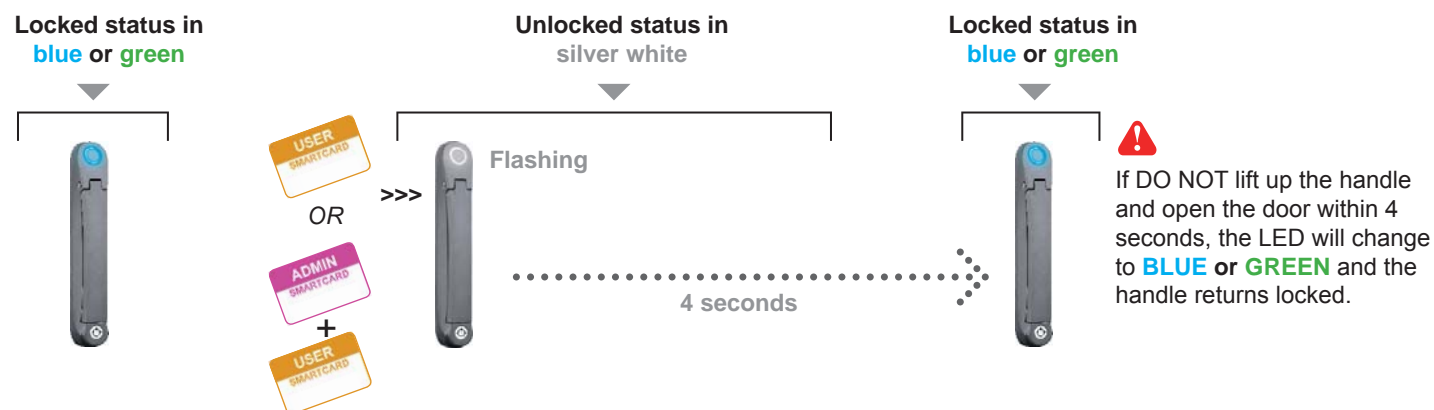 Locked status in
blue or green
Unlocked status in
silver white
Locked status in
blue or green
USER
SMARTCARD
OR
ADMIN
SMARTCARD
+
USER
SMARTCARD
>>>
Flashing
4 seconds
If DO NOT lift up the handle
and open the door within 4
seconds, the LED will change
to BLUE or GREEN and the
handle returns locked.